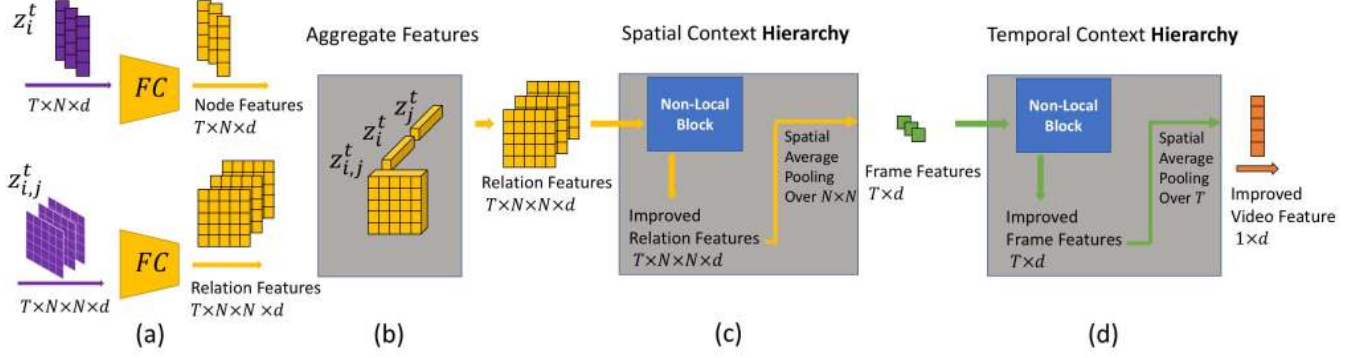 z_i^t
T×N×d
FC
Node Features
T×N×d
z_{i,j}^t
T×N×N×d
FC
Relation Features
T×N×N×d
(a)
Aggregate Features
z_j^t
z_i^t
z_{i,j}^t
(b)
Relation Features
T×N×N×d
Spatial Context Hierarchy
Non-Local
Block
Improved
Relation Features
T×N×N×d
Spatial
Average
Pooling
Over N×N
(c)
Frame Features
T×d
Temporal Context Hierarchy
Non-Local
Block
Improved
Frame Features
T×d
Spatial
Average
Pooling
Over T
(d)
Improved
Video Feature
1×d